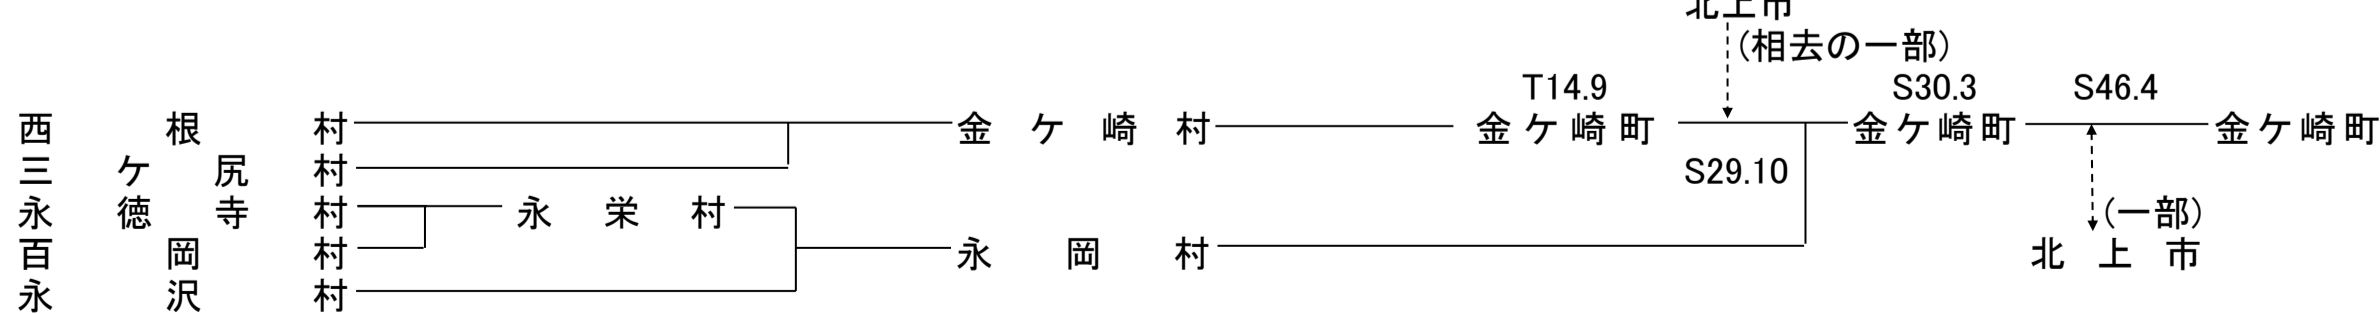 北上市
(相去の一部)
T14.9 S30.3 S46.4
西根村 金ケ崎村 金ケ崎町 金ケ崎町 金ケ崎町
三ケ尻村 S29.10
永徳寺村 永栄村 (一部)
百岡村 永岡村 北上市
永沢村